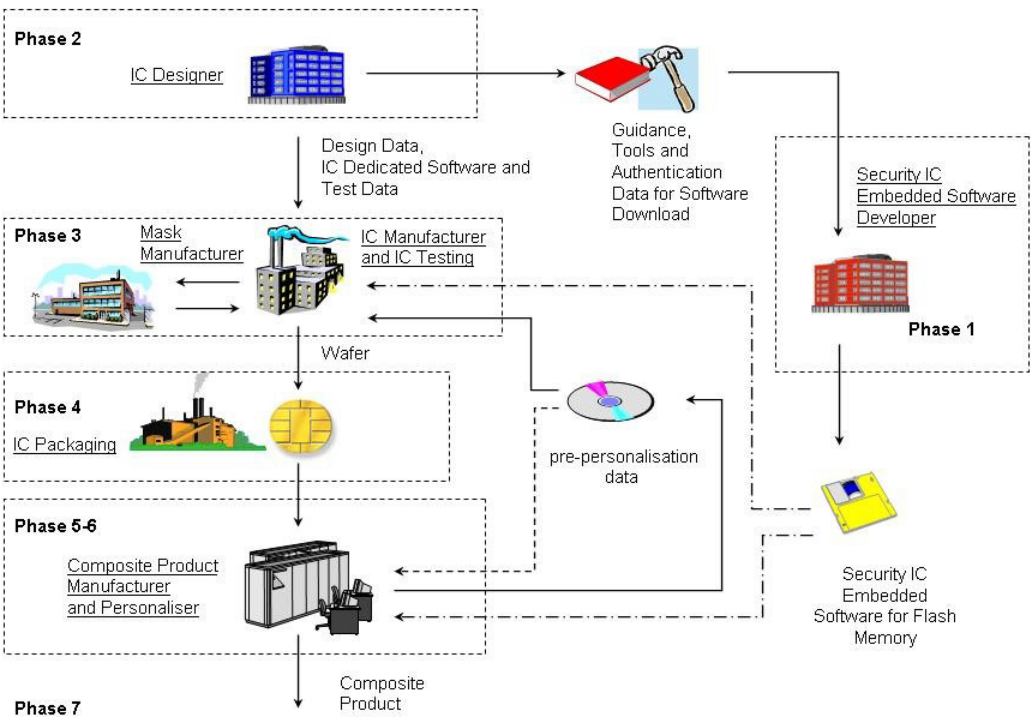 Phase 2
IC Designer
Guidance,
Tools and
Authentication
Data for Software
Download
Design Data,
IC Dedicated Software and
Test Data
Security IC
Embedded Software
Developer
Phase 1
Phase 3
Mask
Manufacturer
IC Manufacturer
and IC Testing
Wafer
Phase 4
IC Packaging
pre-personalisation
data
Phase 5-6
Composite Product
Manufacturer
and Personaliser
Security IC
Embedded
Software for Flash
Memory
Composite
Product
Phase 7